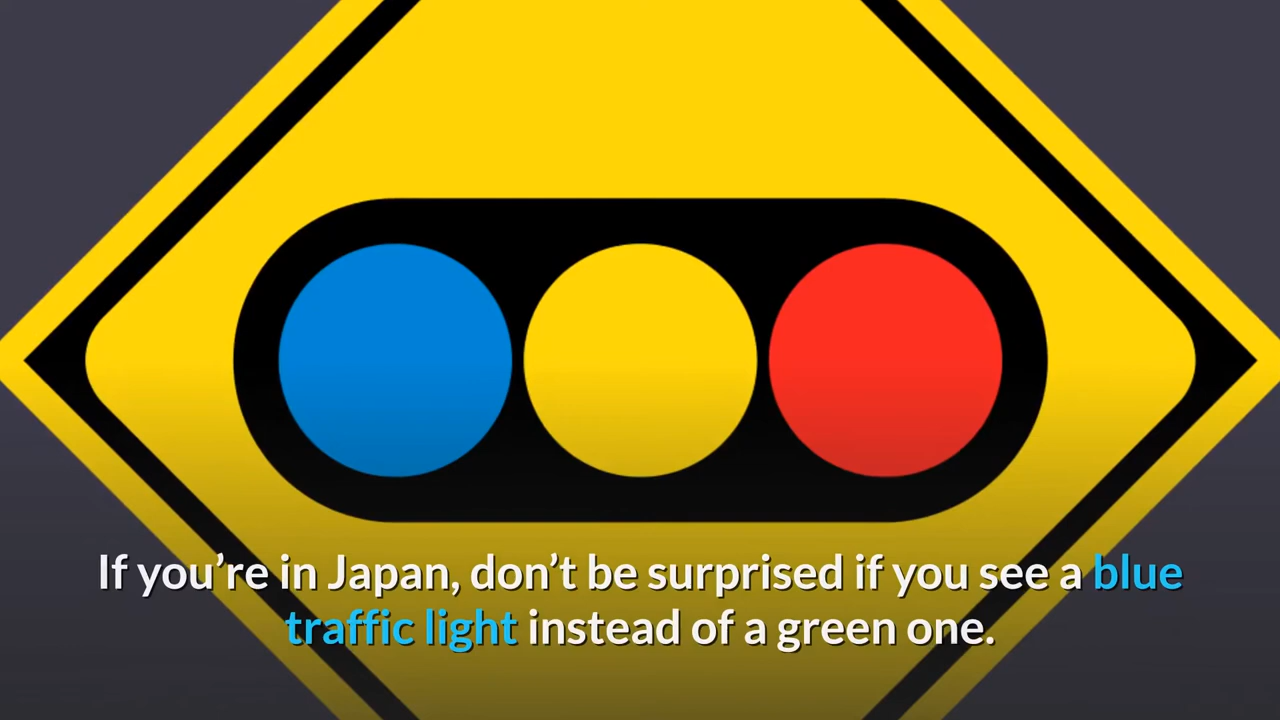 If you’re in Japan, don’t be surprised if you see a blue
traffic light instead of a green one.